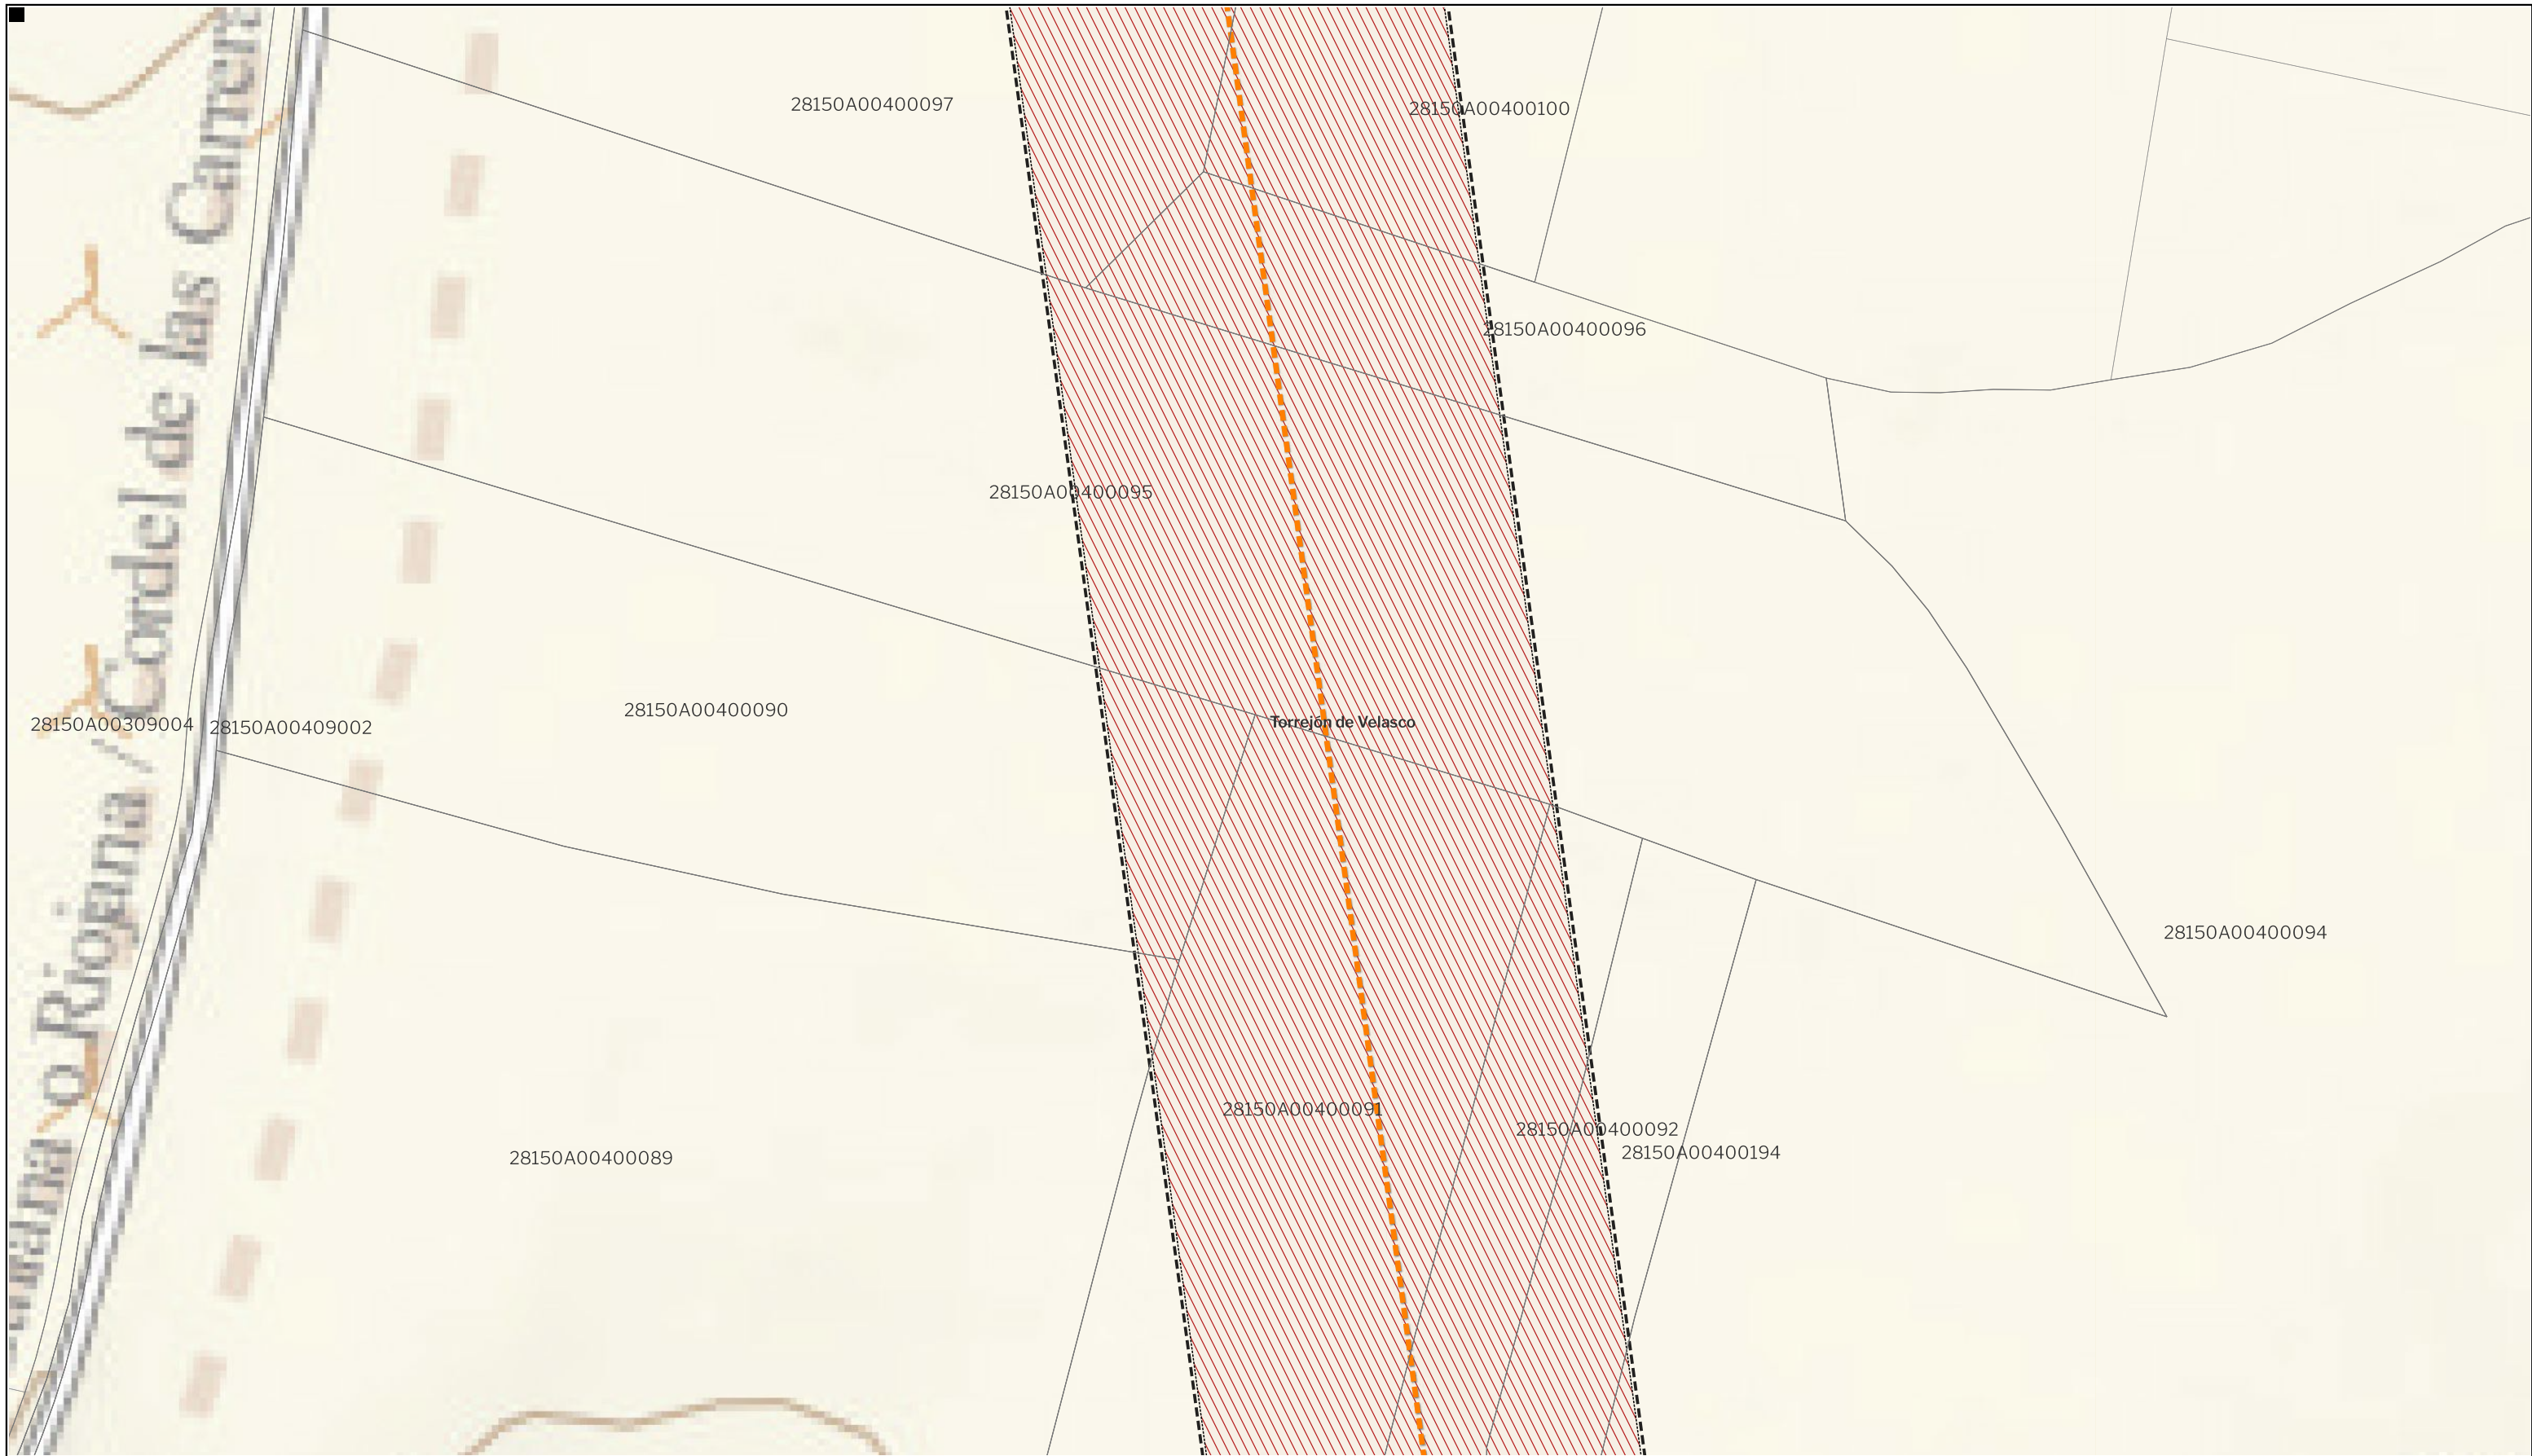 28150A00400097
28150A00400100
28150A00400096
28150A00400095
28150A00400090
Torrejón de Velasco
28150A00309004
28150A00409002
28150A00400094
28150A00400091
28150A00400092
28150A00400194
28150A00400089
o Riojana / Cordel de las